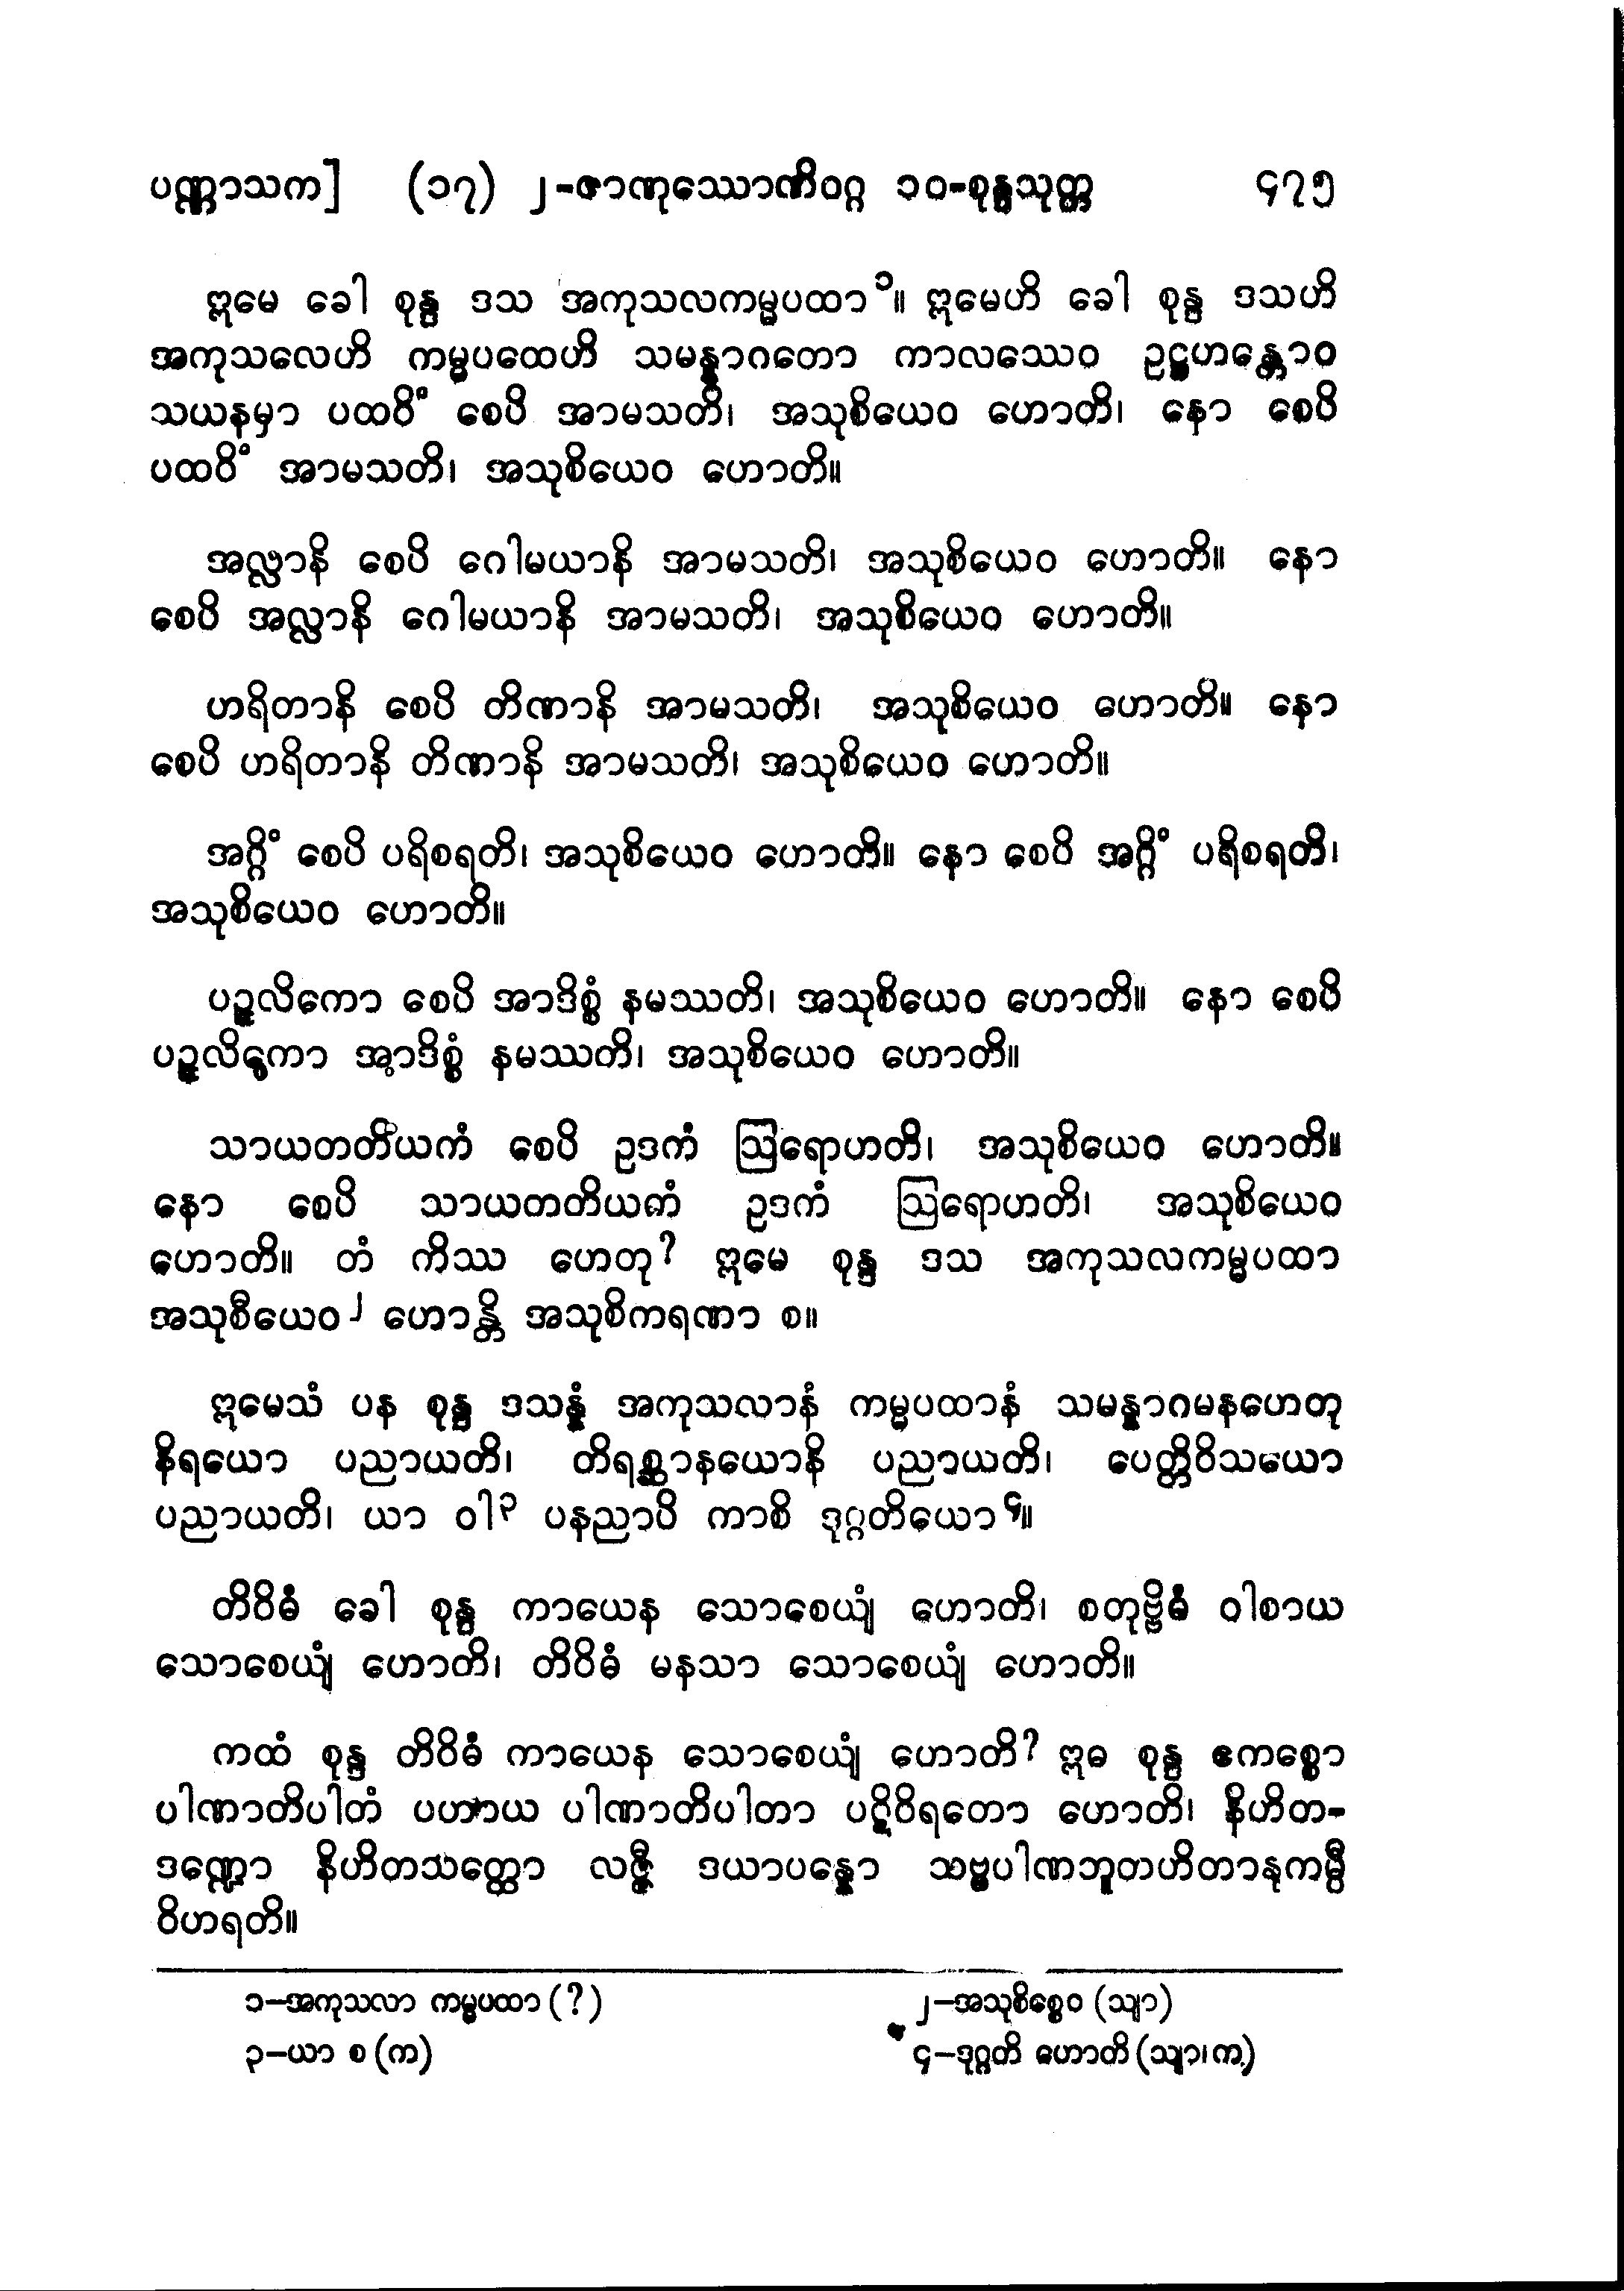 ပဏ္ဏာသက]   (၁၇) ၂-ဇာဏုသောဏိဝဂ္ဂ ၁၀-စုန္ဒသုတ္တ   ၄၇၅
ဣမေ ခေါ စုန္ဒ ဒသ အကုသလကမ္မပထာ၁။ ဣမေဟိ ခေါ စုန္ဒ ဒသဟိ
အကုသလေဟိ ကမ္မပထေဟိ သမန္နာဂတော ကာလဿေဝ ဥဋ္ဌဟန္တောဝ
သယနမှာ ပထဝိံ စေပိ အာမသတိ၊ အသုစိယေဝ ဟောတိ၊ နော စေပိ
ပထဝိံ အာမသတိ၊ အသုစိယေဝ ဟောတိ။
အလ္လာနိ စေပိ ဂေါမယာနိ အာမသတိ၊ အသုစိယေဝ ဟောတိ။ နော
စေပိ အလ္လာနိ ဂေါမယာနိ အာမသတိ၊ အသုစိယေဝ ဟောတိ။
ဟရိတာနိ စေပိ တိဏာနိ အာမသတိ၊ အသုစိယေဝ ဟောတိ။ နော
စေပိ ဟရိတာနိ တိဏာနိ အာမသတိ၊ အသုစိယေဝ ဟောတိ။
အဂ္ဂိံ စေပိ ပရိစရတိ၊ အသုစိယေဝ ဟောတိ။ နော စေပိ အဂ္ဂိံ ပရိစရတိ၊
အသုစိယေဝ ဟောတိ။
ပဉ္ဇလိကော စေပိ အာဒိစ္စံ နမဿတိ၊ အသုစိယေဝ ဟောတိ။ နော စေပိ
ပဉ္ဇလိကော အာဒိစ္စံ နမဿတိ၊ အသုစိယေဝ ဟောတိ။
သာယတတိယကံ စေပိ ဥဒကံ ဩရောဟတိ၊ အသုစိယေဝ ဟောတိ။
နော စေပိ သာယတတိယကံ ဥဒကံ ဩရောဟတိ၊ အသုစိယေဝ
ဟောတိ။ တံ ကိဿ ဟေတု? ဣမေ စုန္ဒ ဒသ အကုသလကမ္မပထာ
အသုစီယေဝ၂ ဟောန္တိ အသုစိကရဏာ စ။
ဣမေသံ ပန စုန္ဒ ဒသန္နံ အကုသလာနံ ကမ္မပထာနံ သမန္နာဂမနဟေတု
နိရယော ပညာယတိ၊ တိရစ္ဆာနယောနိ ပညာယတိ၊ ပေတ္တိဝိသယော
ပညာယတိ၊ ယာ ဝါ၃ ပနညာပိ ကာစိ ဒုဂ္ဂတိယော၄။
တိဝိဓံ ခေါ စုန္ဒ ကာယေန သောစေယျံ ဟောတိ၊ စတုဗ္ဗိဓံ ဝါစာယ
သောစေယျံ ဟောတိ၊ တိဝိဓံ မနသာ သောစေယျံ ဟောတိ။
ကထံ စုန္ဒ တိဝိဓံ ကာယေန သောစေယျံ ဟောတိ? ဣဓ စုန္ဒ ဧကစ္စော
ပါဏာတိပါတံ ပဟာယ ပါဏာတိပါတာ ပဋိဝိရတော ဟောတိ၊ နိဟိတ-
ဒဏ္ဍော နိဟိတသတ္ထော လဇ္ဇီ ဒယာပန္နော သဗ္ဗပါဏဘူတဟိတာနုကမ္ပီ
ဝိဟရတိ။
၁–အကုသလာ ကမ္မပထာ (?)   ၂–အသုစိစ္စေဝ (သျာ)
၃–ယာ စ (က)   ၄–ဒုဂ္ဂတိ ဟောတိ (သျာ၊က)